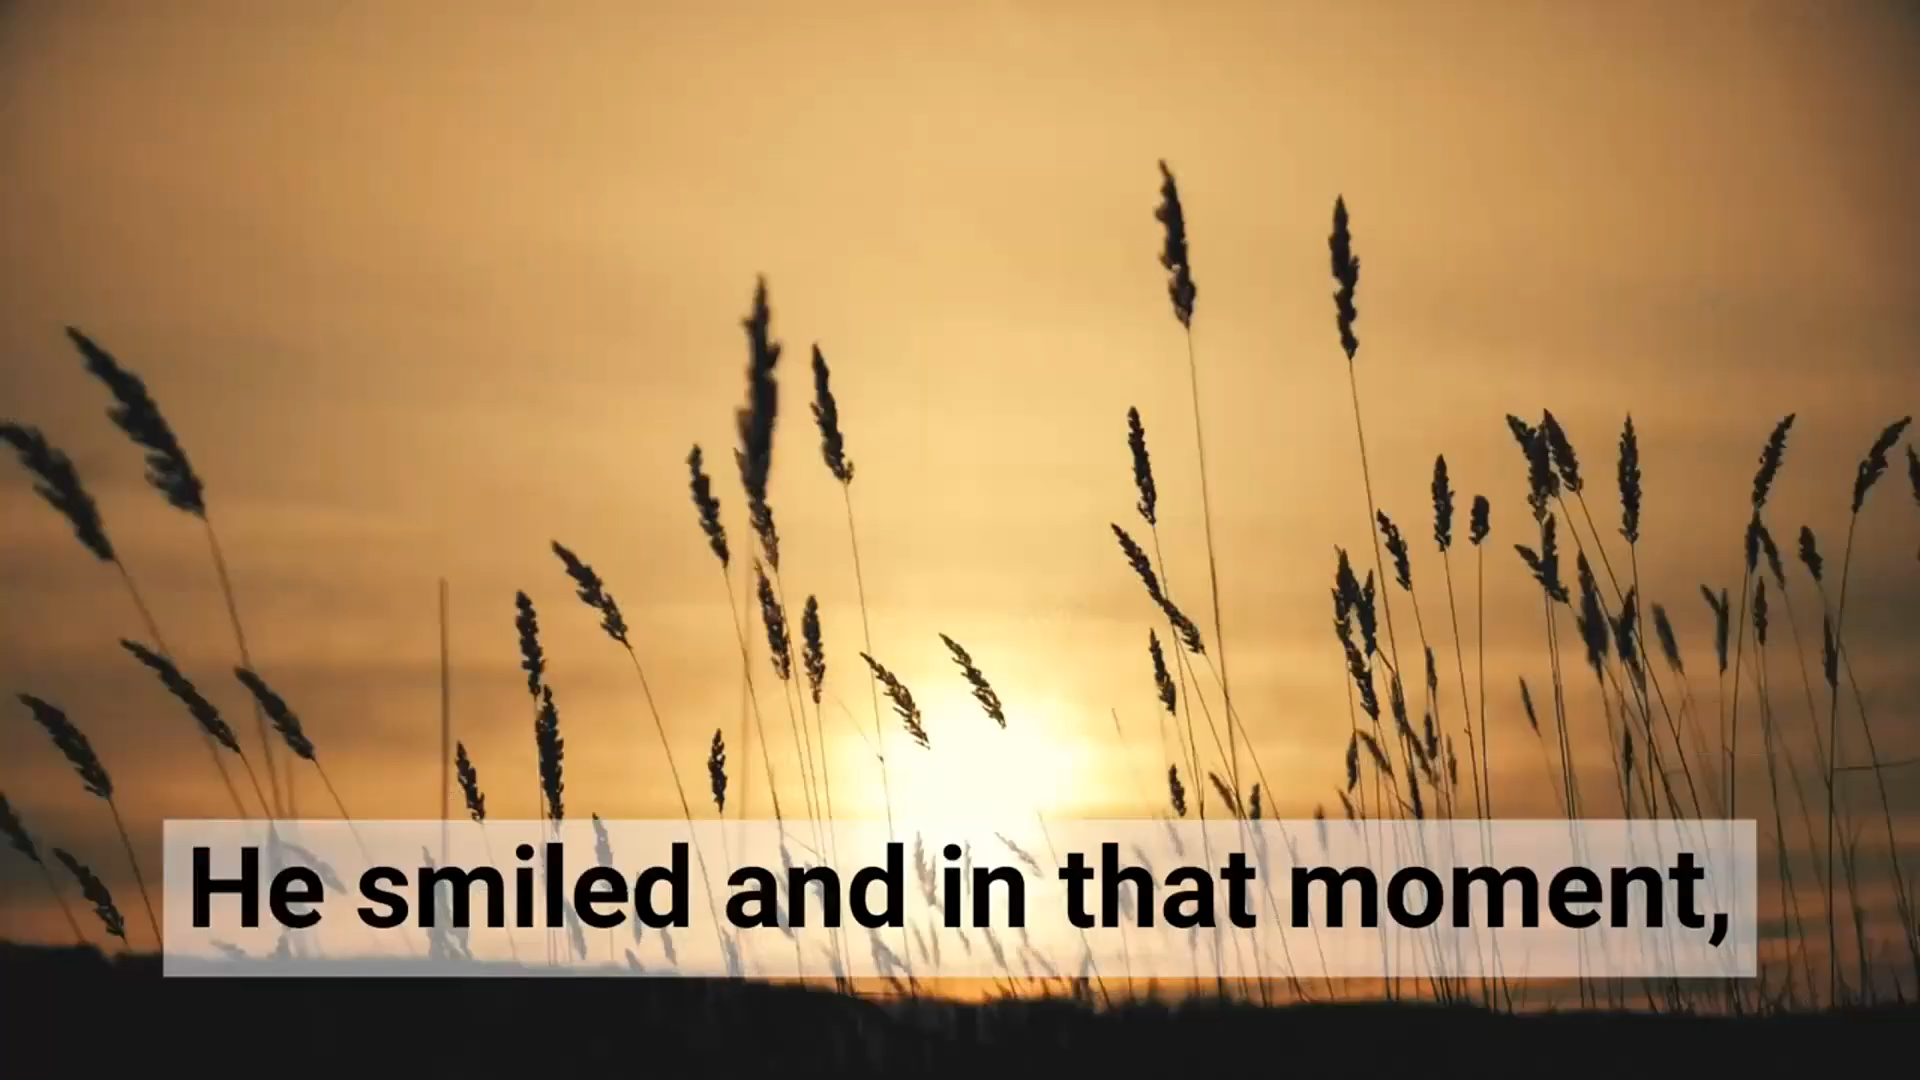 He smiled and in that moment,